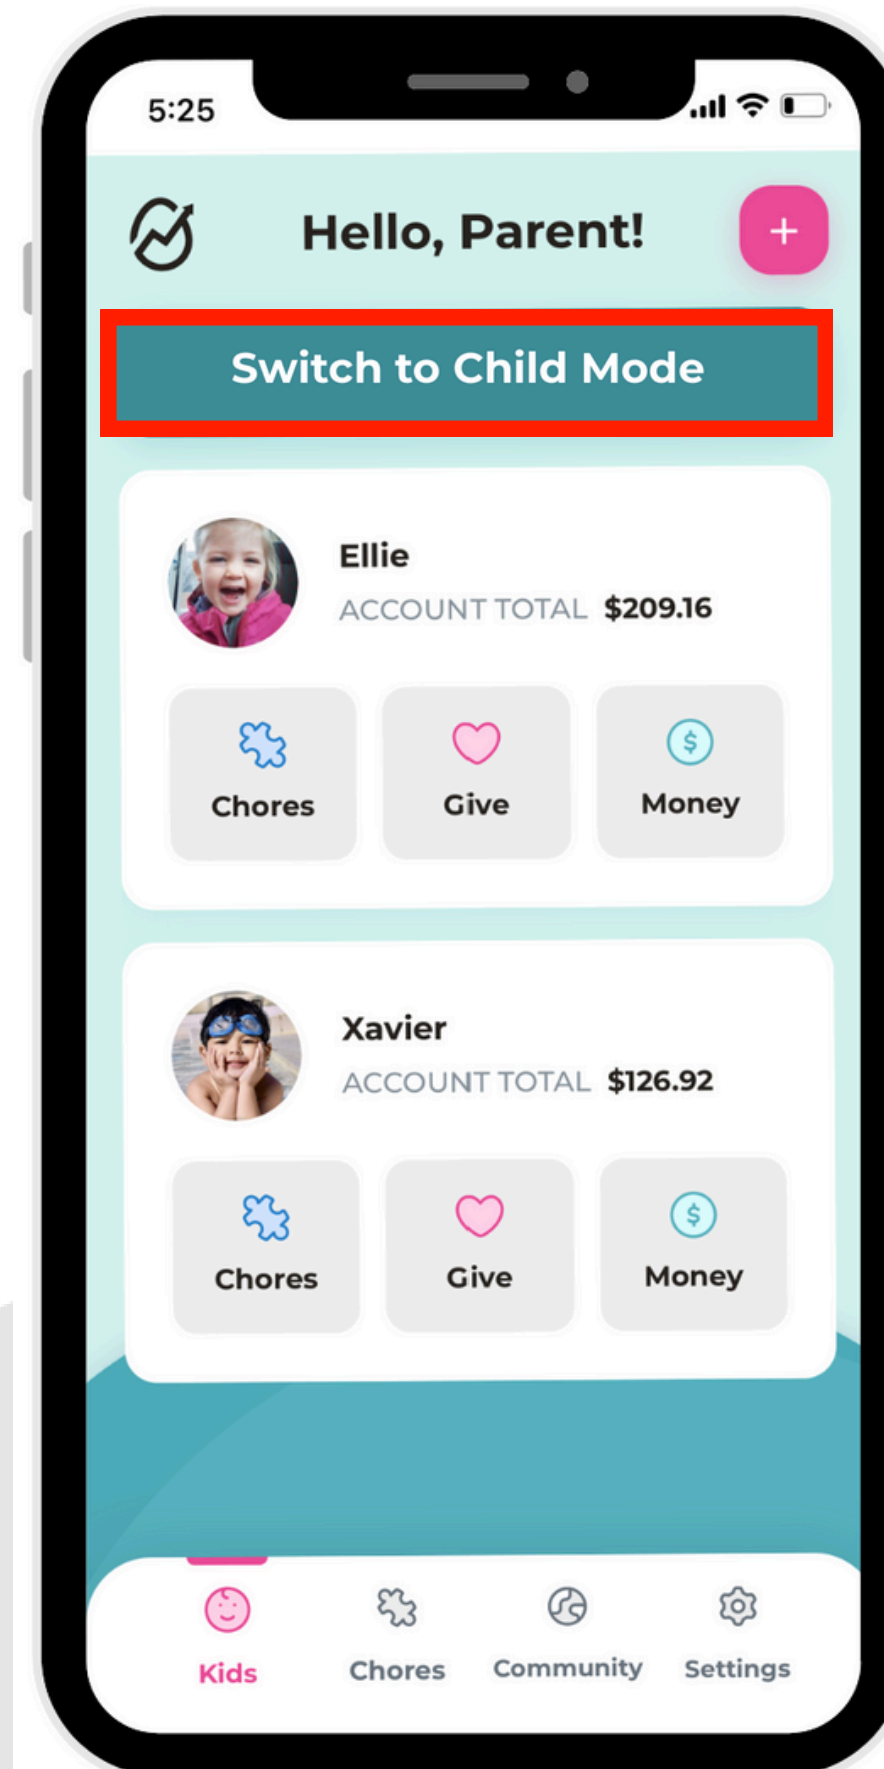 5:25
Hello, Parent!
+
Switch to Child Mode
Ellie
ACCOUNT TOTAL $209.16
Chores Give Money
Xavier
ACCOUNT TOTAL $126.92
Chores Give Money
Kids Chores Community Settings